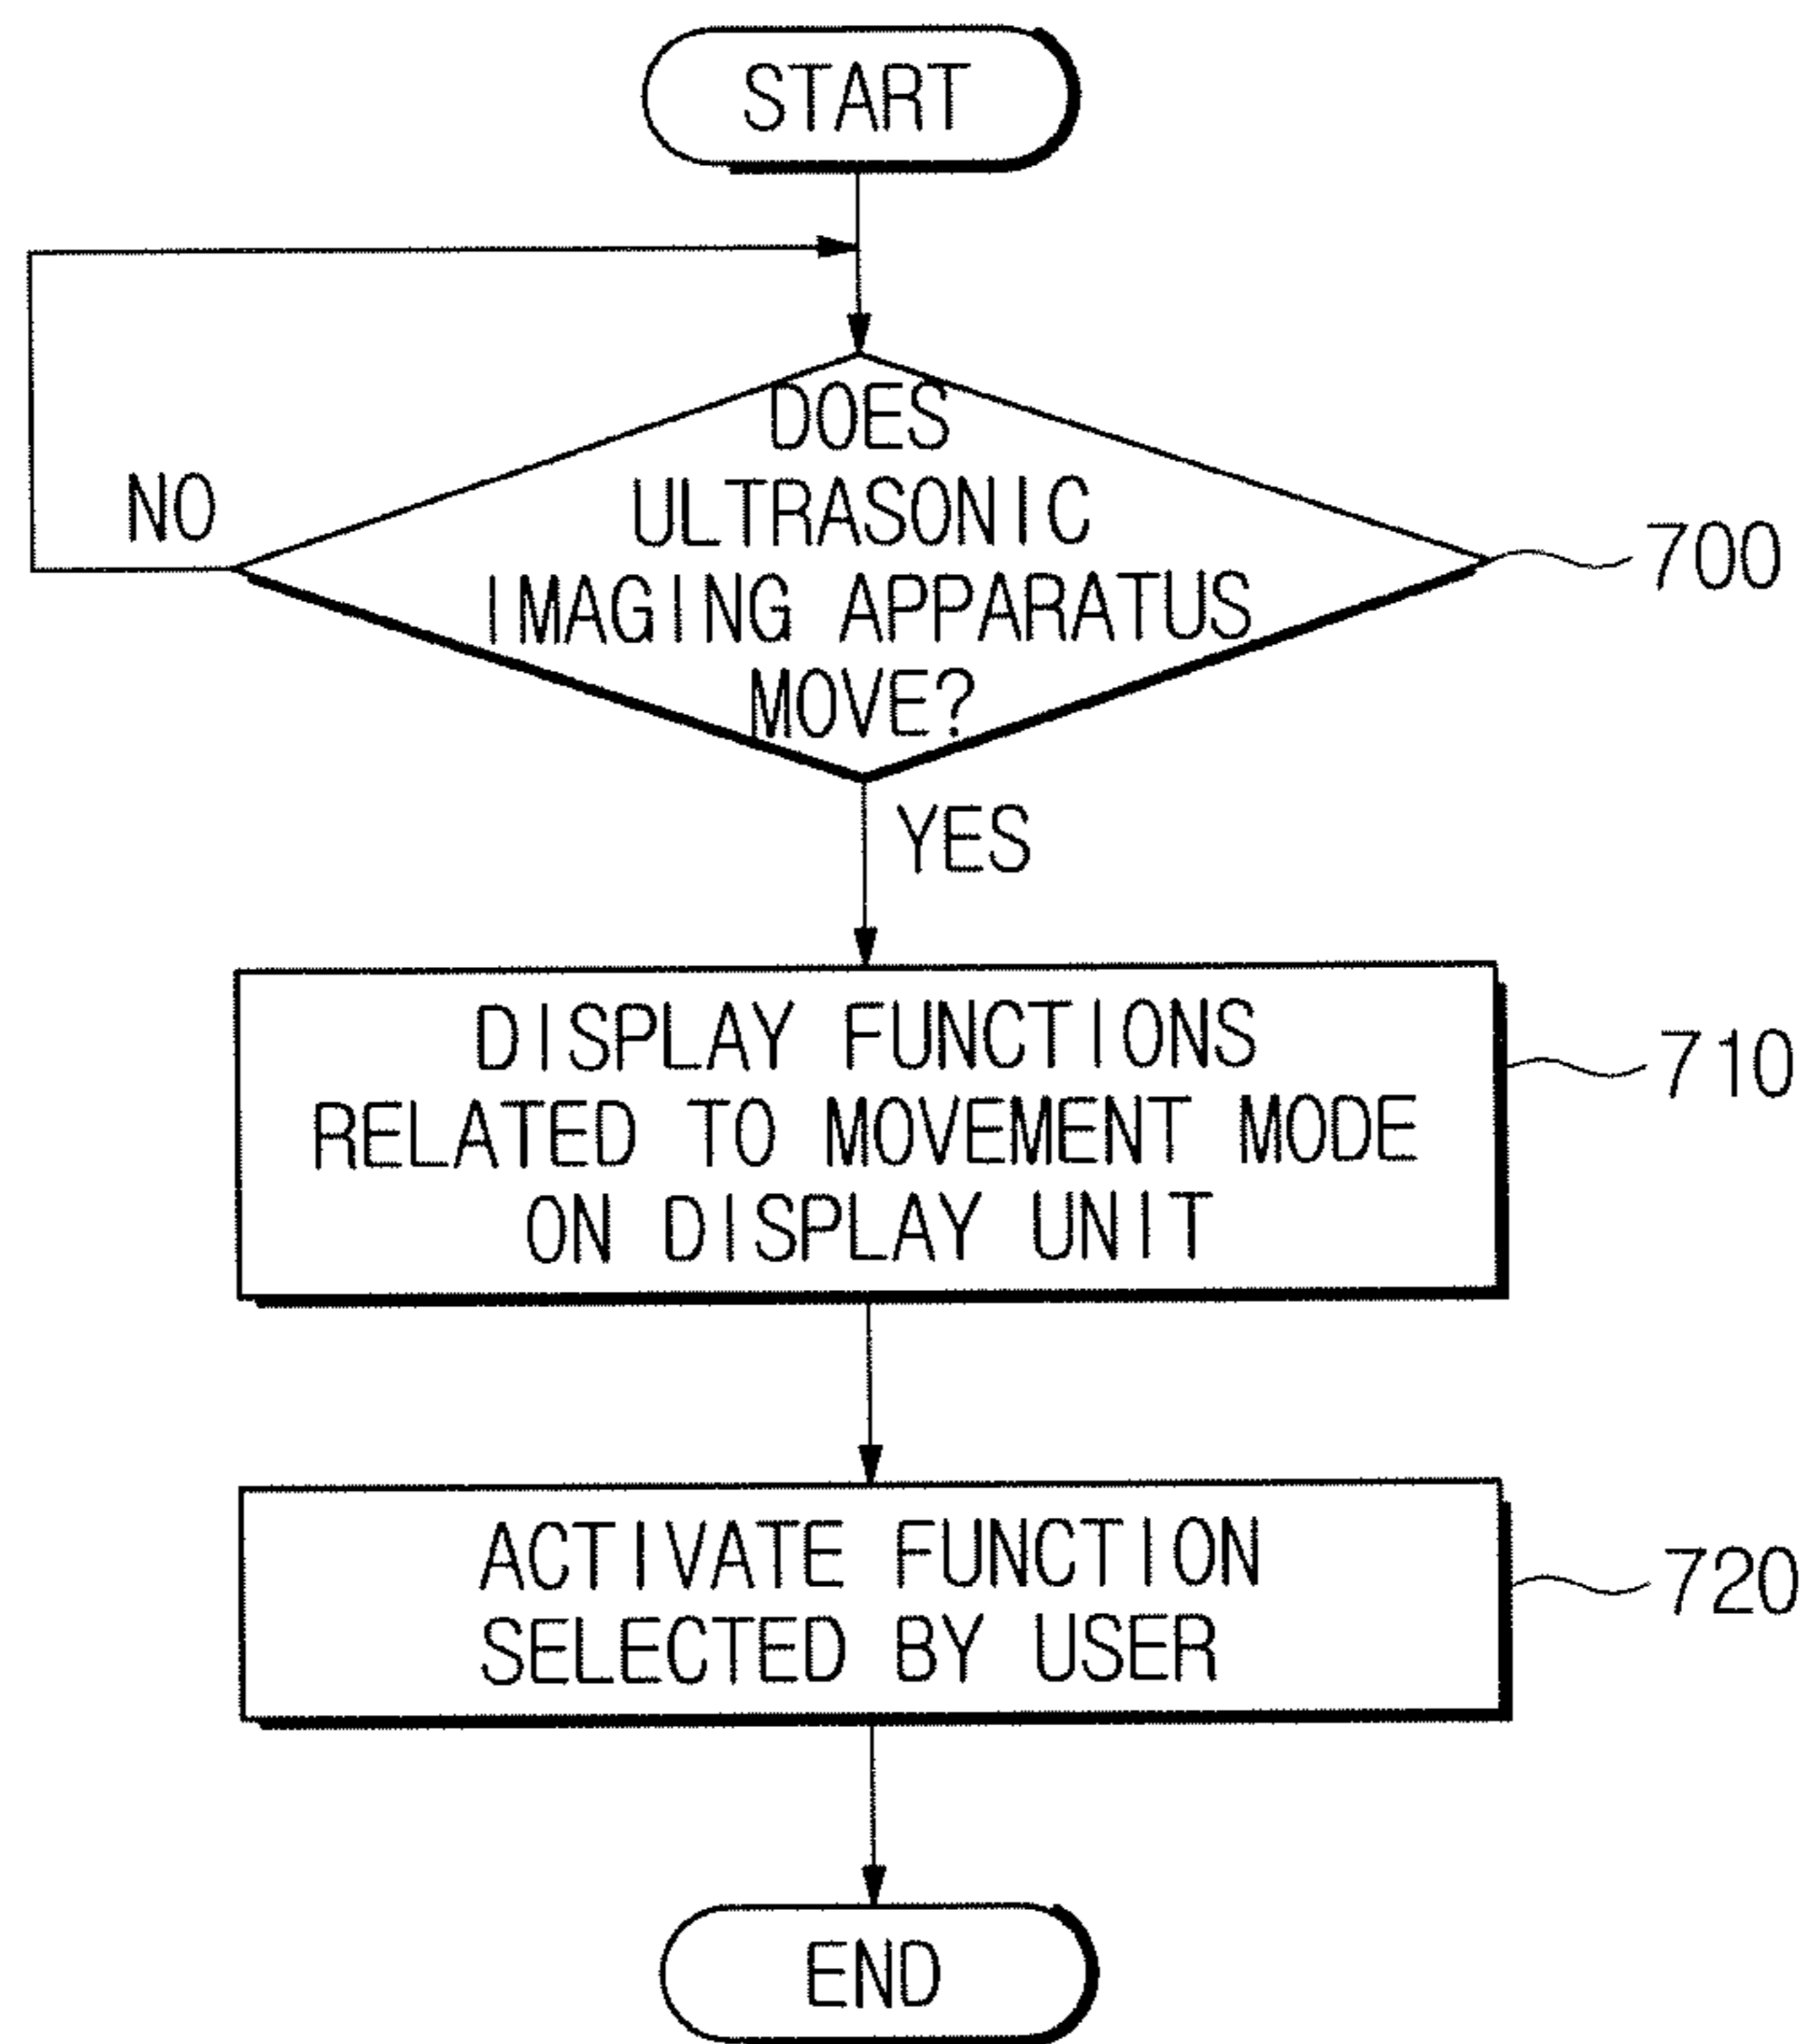 START
DOES
ULTRASONIC
IMAGING APPARATUS
MOVE?
NO
700
YES
DISPLAY FUNCTIONS
RELATED TO MOVEMENT MODE
ON DISPLAY UNIT
710
ACTIVATE FUNCTION
SELECTED BY USER
720
END